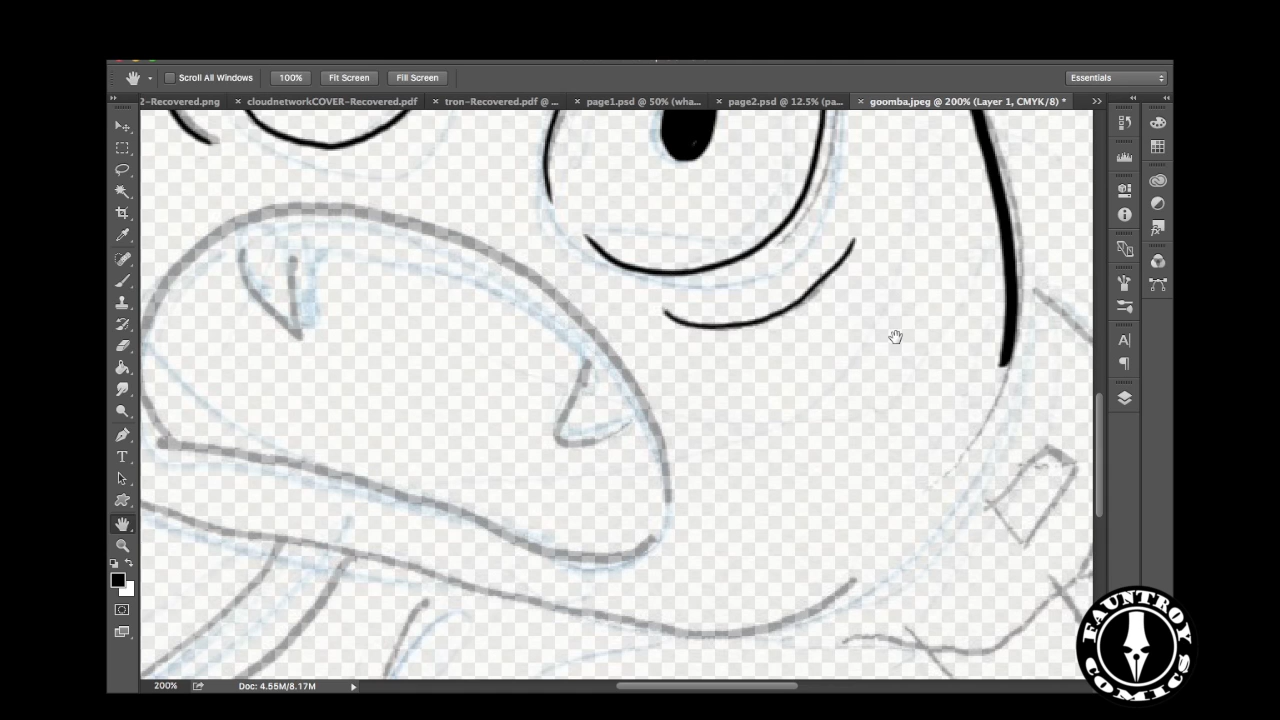 Scroll All Windows 100% Fit Screen Fill Screen Essentials
2-Recovered.png × cloudnetworkCOVER-Recovered.pdf × tron-Recovered.pdf @ ... × page1.psd @ 50% (wha... × page2.psd @ 12.5% (pa... × goomba.jpeg @ 200% (Layer 1, CMYK/8) *
FAUNTROY
COMICS
200% Doc: 4.55M/8.17M